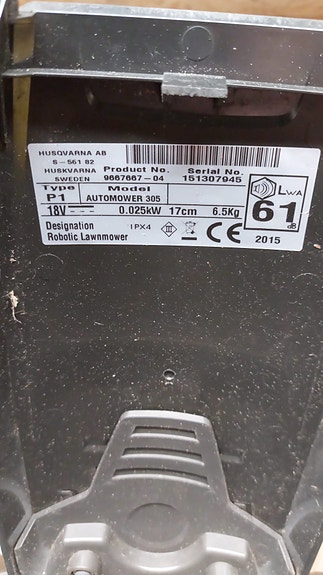 HUSQVARNA AB
S-561 82
HUSKVARNA
SWEDEN
Product No. Serial No.
9667667-04 151307945
Type Model
P1 AUTOMOWER 305
18V 0.025kW 17cm 6.5Kg
Designation IPX4
Robotic Lawnmower
III
CE
2015
LWA
61
dB